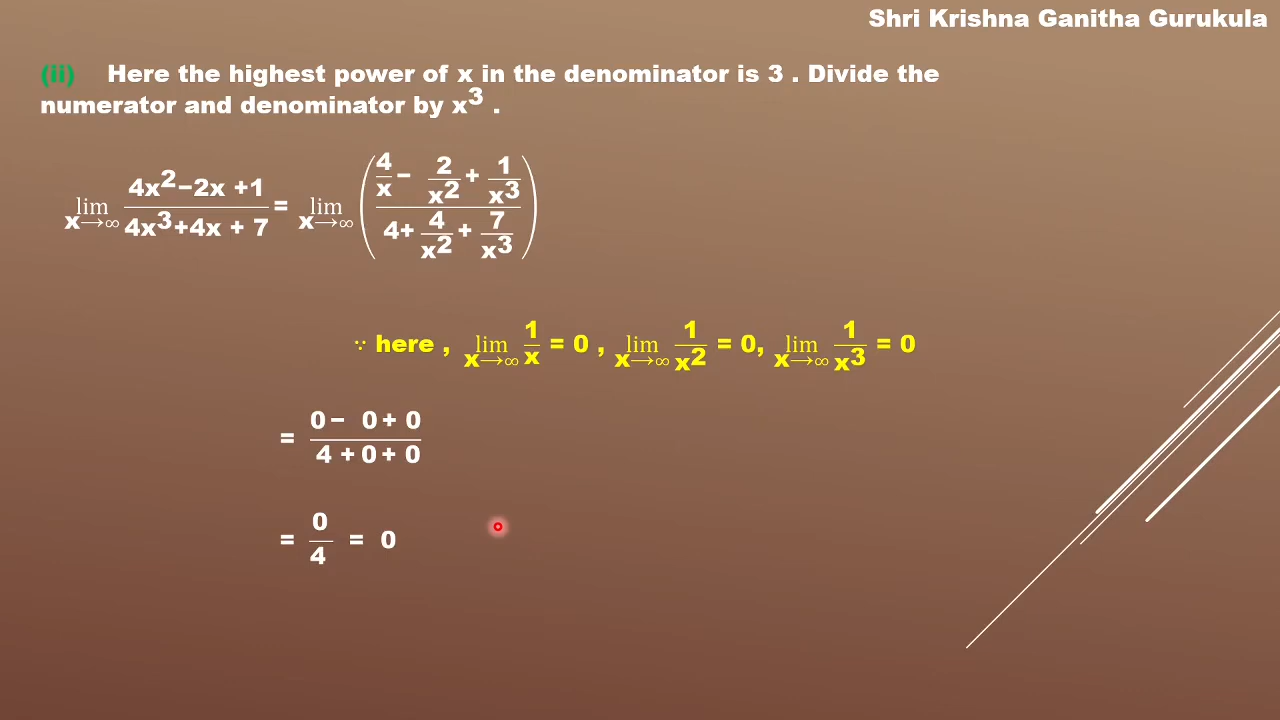 Shri Krishna Ganitha Gurukula
(ii) Here the highest power of x in the denominator is 3 . Divide the
numerator and denominator by x³ .
lim x→∞ (4x²−2x +1)/(4x³+4x + 7) = lim x→∞ ((4/x − 2/x² + 1/x³)/(4+ 4/x² + 7/x³))
∵ here , lim x→∞ 1/x = 0 , lim x→∞ 1/x² = 0, lim x→∞ 1/x³ = 0
= (0 − 0 + 0)/(4 + 0 + 0)
= 0/4 = 0